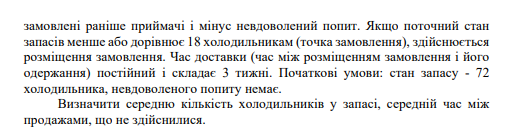 замовлені раніше приймачі і мінус невдоволений попит. Якщо поточний стан
запасів менше або дорівнює 18 холодильникам (точка замовлення), здійснюється
розміщення замовлення. Час доставки (час між розміщенням замовлення і його
одержання) постійний і складає 3 тижні. Початкові умови: стан запасу - 72
холодильника, невдоволеного попиту немає.
Визначити середню кількість холодильників у запасі, середній час між
продажами, що не здійснилися.